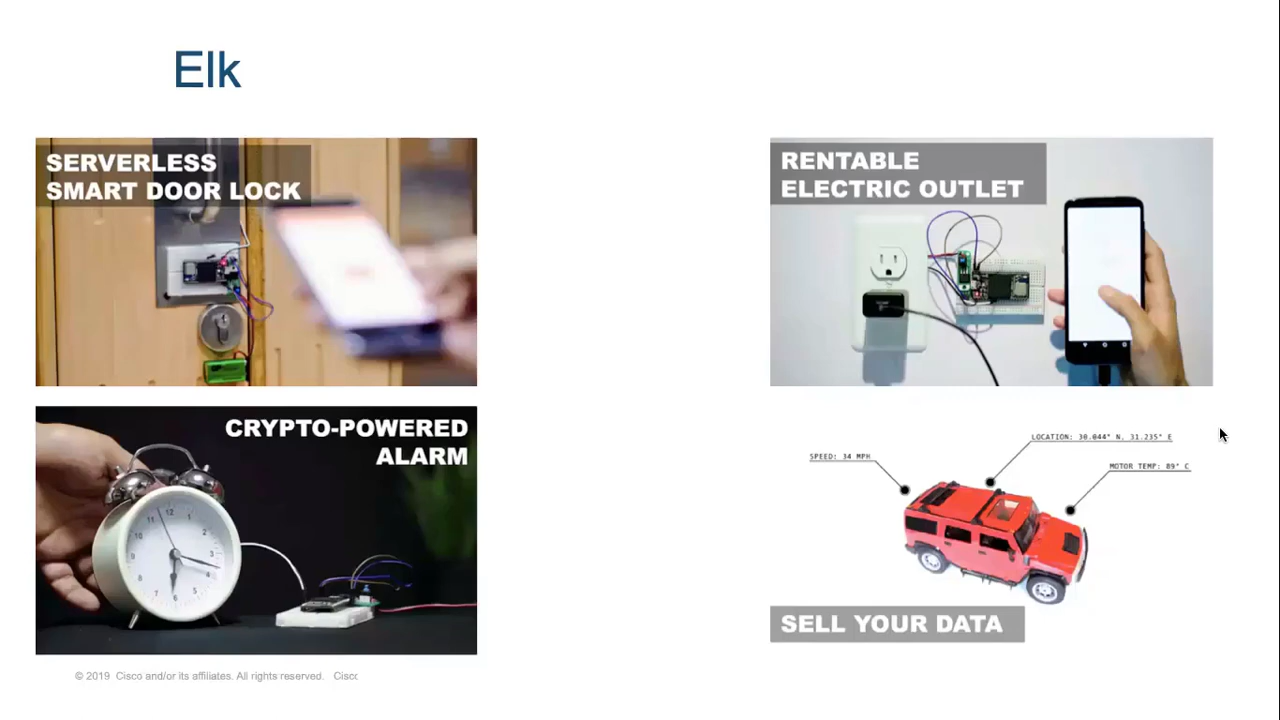 Elk
SERVERLESS
SMART DOOR LOCK
RENTABLE
ELECTRIC OUTLET
CRYPTO-POWERED
ALARM
LOCATION: 30.044° N, 31.235° E
SPEED: 34 MPH
MOTOR TEMP: 89° C
SELL YOUR DATA
© 2019 Cisco and/or its affiliates. All rights reserved. Cisc